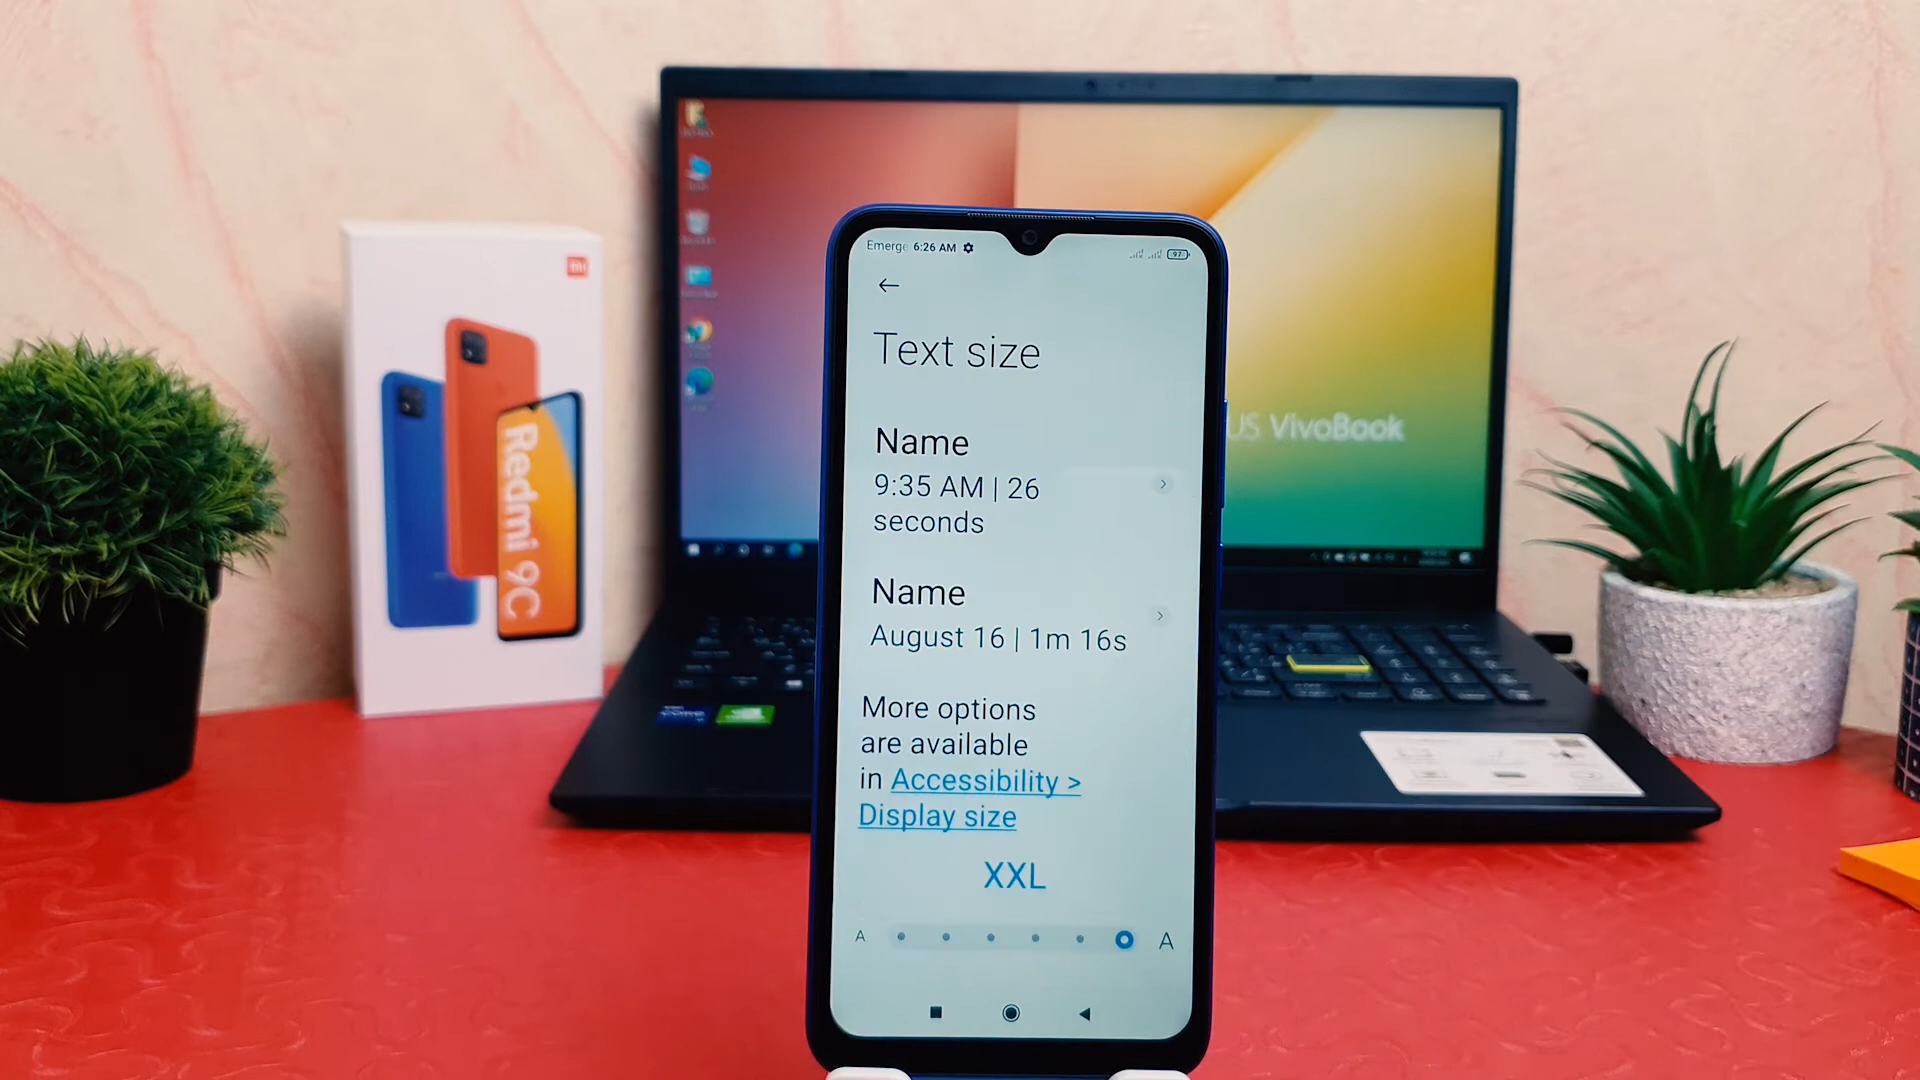 mi
Redmi 9C
US VivoBook
Emerge 6:26 AM
97
Text size
Name
9:35 AM | 26
seconds
Name
August 16 | 1m 16s
More options
are available
in Accessibility >
Display size
XXL
A
A